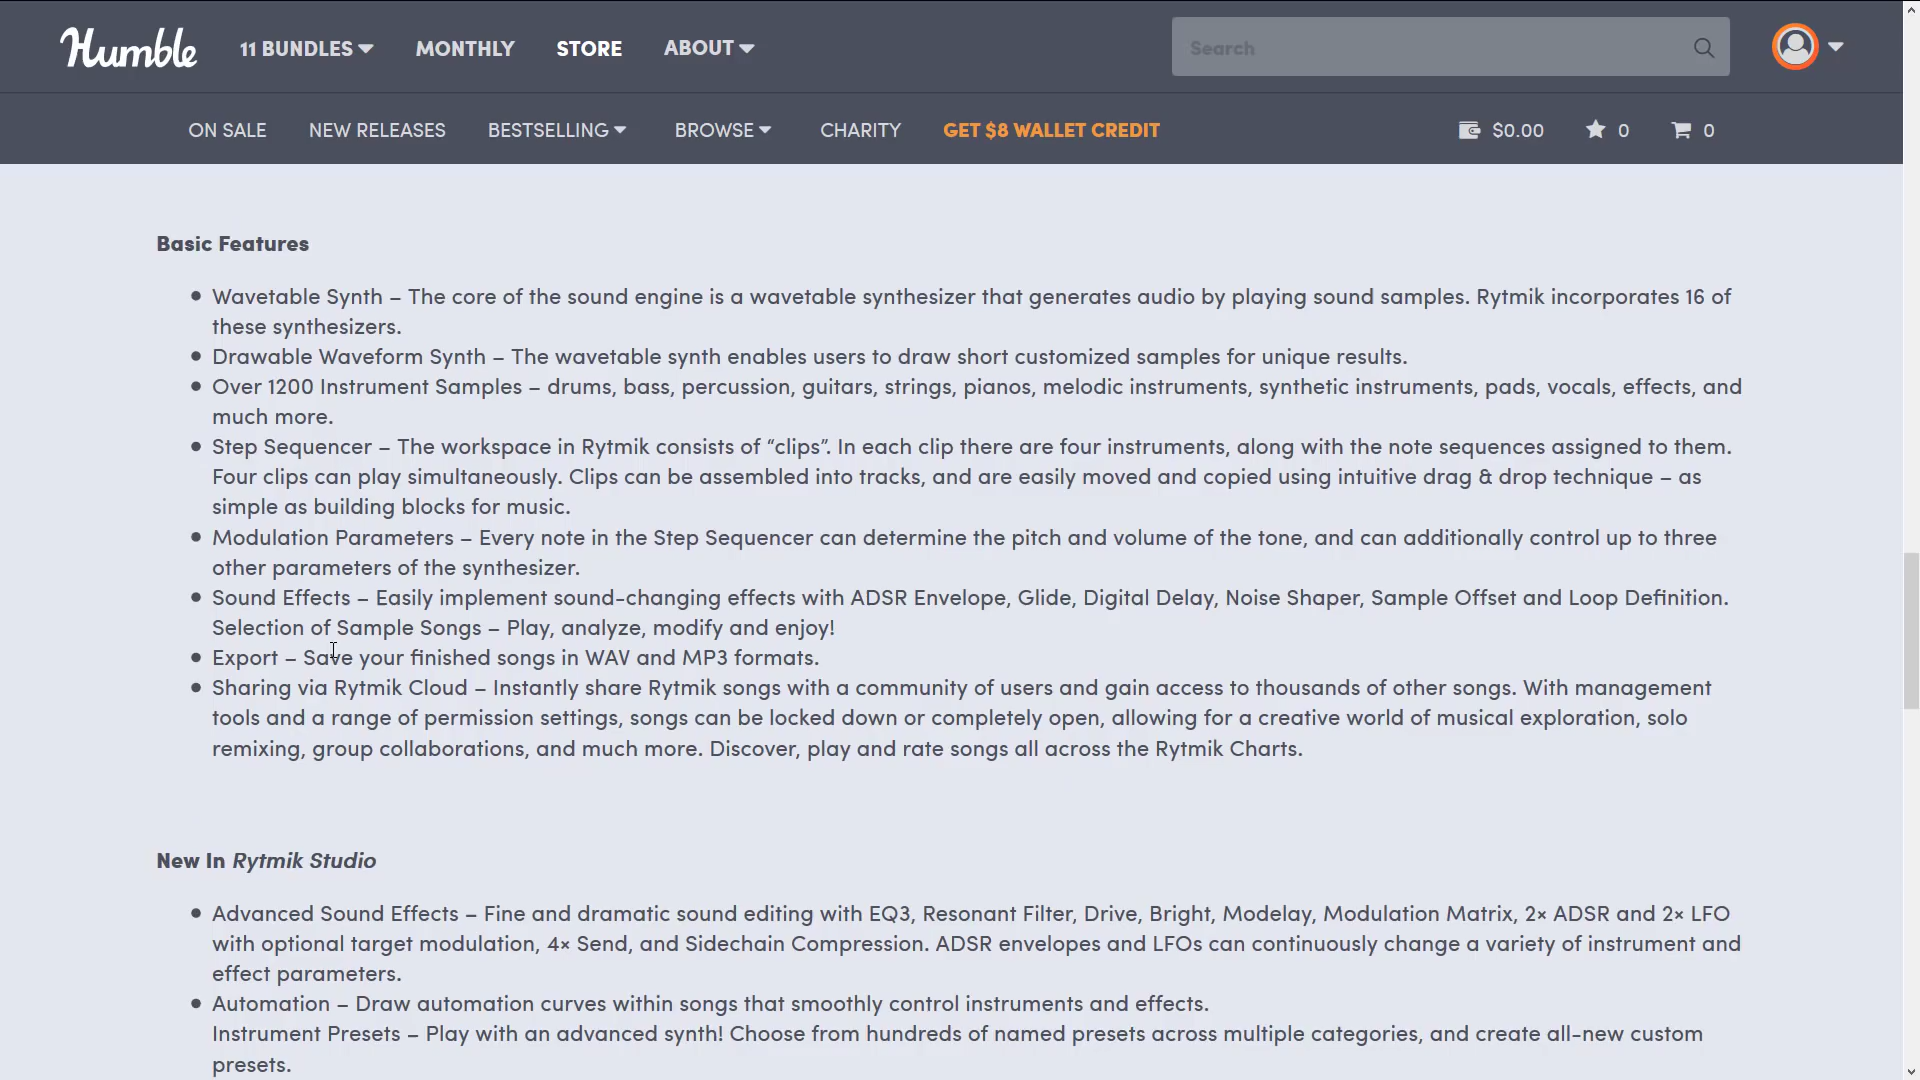 Humble
11 BUNDLES
MONTHLY
STORE
ABOUT
Search
ON SALE
NEW RELEASES
BESTSELLING
BROWSE
CHARITY
GET $8 WALLET CREDIT
$0.00
0
0
Basic Features
Wavetable Synth – The core of the sound engine is a wavetable synthesizer that generates audio by playing sound samples. Rytmik incorporates 16 of
these synthesizers.
Drawable Waveform Synth – The wavetable synth enables users to draw short customized samples for unique results.
Over 1200 Instrument Samples – drums, bass, percussion, guitars, strings, pianos, melodic instruments, synthetic instruments, pads, vocals, effects, and
much more.
Step Sequencer – The workspace in Rytmik consists of “clips”. In each clip there are four instruments, along with the note sequences assigned to them.
Four clips can play simultaneously. Clips can be assembled into tracks, and are easily moved and copied using intuitive drag & drop technique – as
simple as building blocks for music.
Modulation Parameters – Every note in the Step Sequencer can determine the pitch and volume of the tone, and can additionally control up to three
other parameters of the synthesizer.
Sound Effects – Easily implement sound-changing effects with ADSR Envelope, Glide, Digital Delay, Noise Shaper, Sample Offset and Loop Definition.
Selection of Sample Songs – Play, analyze, modify and enjoy!
Export – Save your finished songs in WAV and MP3 formats.
Sharing via Rytmik Cloud – Instantly share Rytmik songs with a community of users and gain access to thousands of other songs. With management
tools and a range of permission settings, songs can be locked down or completely open, allowing for a creative world of musical exploration, solo
remixing, group collaborations, and much more. Discover, play and rate songs all across the Rytmik Charts.
New In Rytmik Studio
Advanced Sound Effects – Fine and dramatic sound editing with EQ3, Resonant Filter, Drive, Bright, Modelay, Modulation Matrix, 2× ADSR and 2× LFO
with optional target modulation, 4× Send, and Sidechain Compression. ADSR envelopes and LFOs can continuously change a variety of instrument and
effect parameters.
Automation – Draw automation curves within songs that smoothly control instruments and effects.
Instrument Presets – Play with an advanced synth! Choose from hundreds of named presets across multiple categories, and create all-new custom
presets.